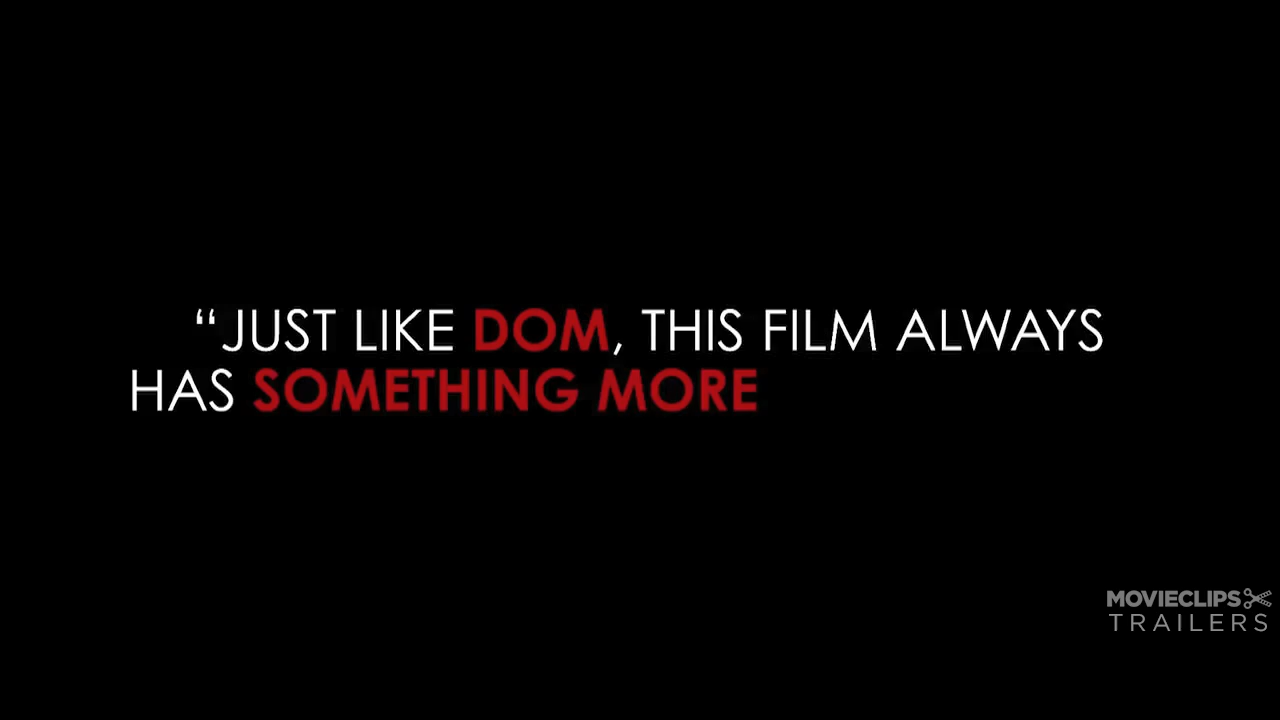 “JUST LIKE DOM, THIS FILM ALWAYS
HAS SOMETHING MORE
MOVIECLIPS
TRAILERS